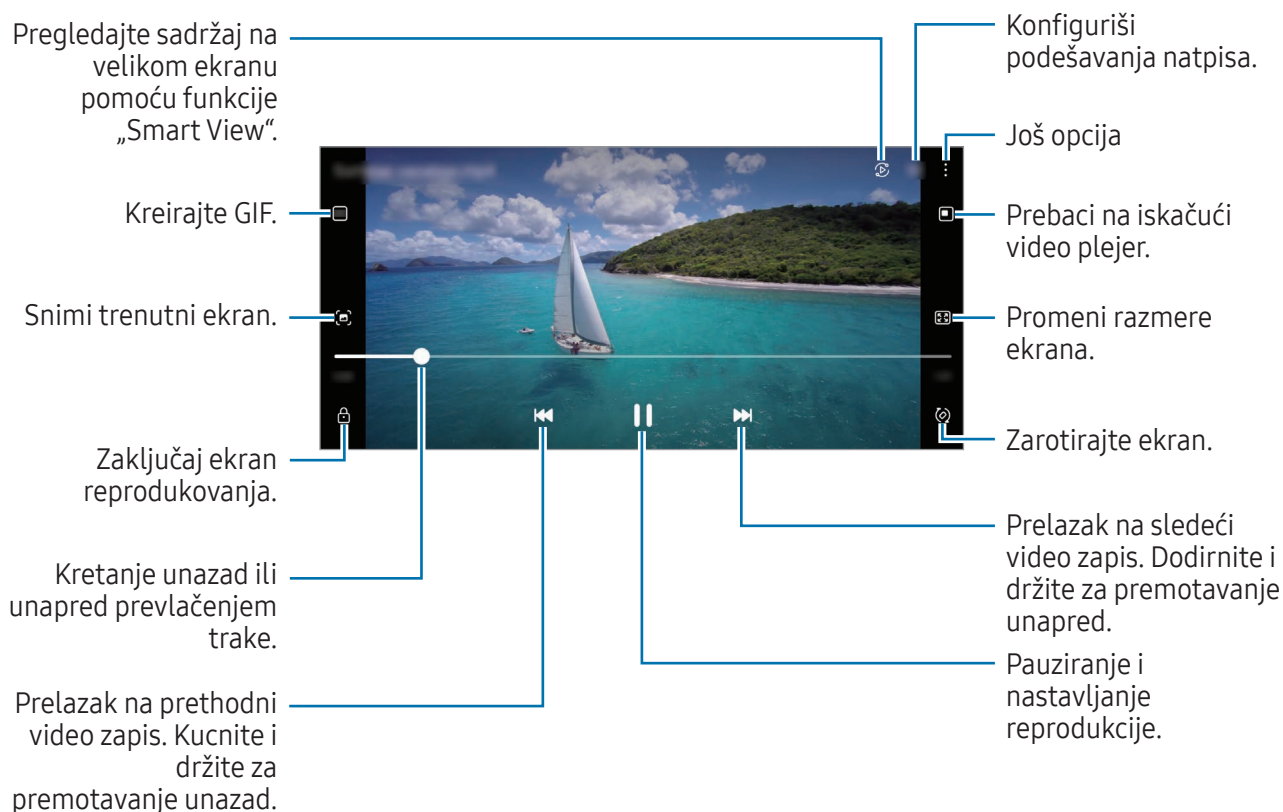 Pregledajte sadržaj na
velikom ekranu
pomoću funkcije
„Smart View“.
Kreirajte GIF.
Snimi trenutni ekran.
Zaključaj ekran
reprodukovanja.
Kretanje unazad ili
unapred prevlačenjem
trake.
Prelazak na prethodni
video zapis. Kucnite i
držite za
premotavanje unazad.
Konfiguriši
podešavanja natpisa.
Još opcija
Prebaci na iskačući
video plejer.
Promeni razmere
ekrana.
Zarotirajte ekran.
Prelazak na sledeći
video zapis. Dodirnite i
držite za premotavanje
unapred.
Pauziranje i
nastavljanje
reprodukcije.